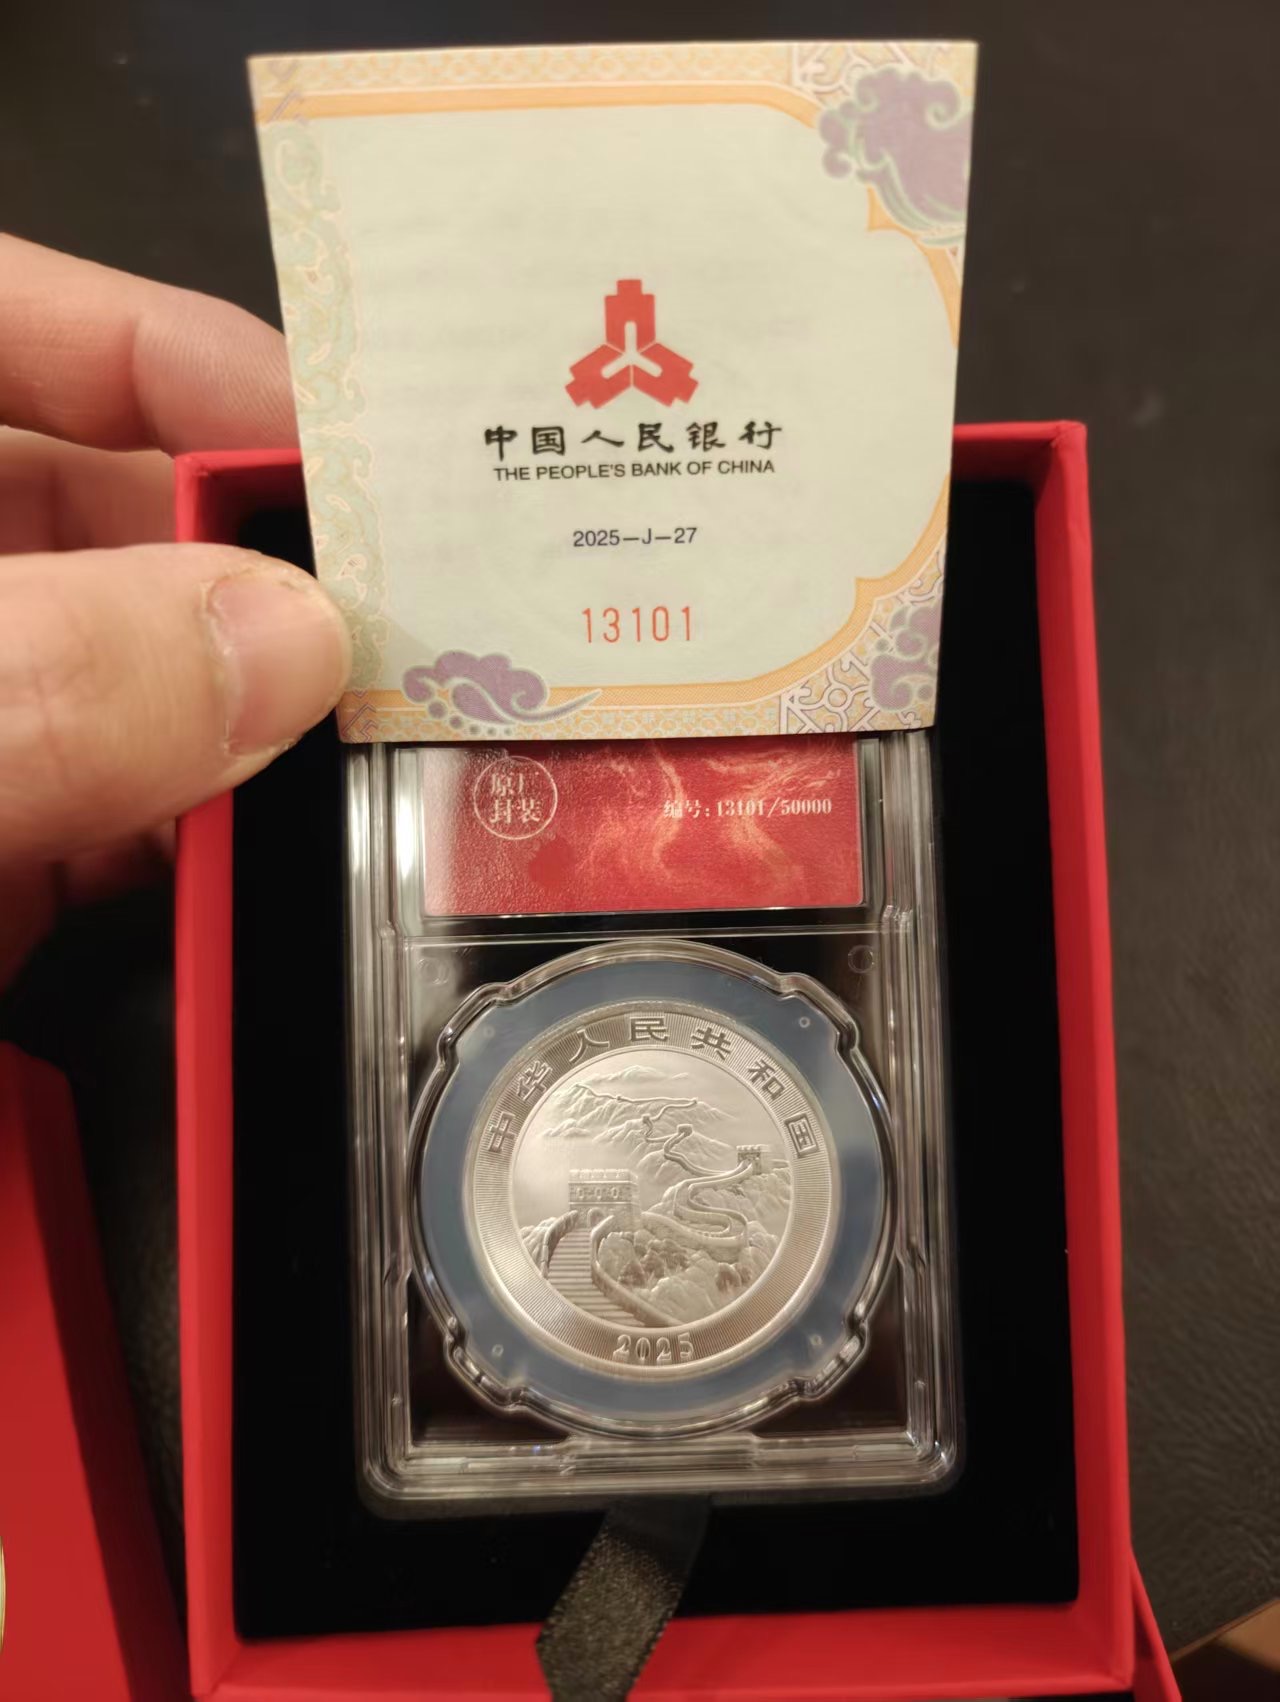 中国人民银行
THE PEOPLE'S BANK OF CHINA
2025—J—27
13101
原厂
封装
编号:13101/50000
中华人民共和国
2025